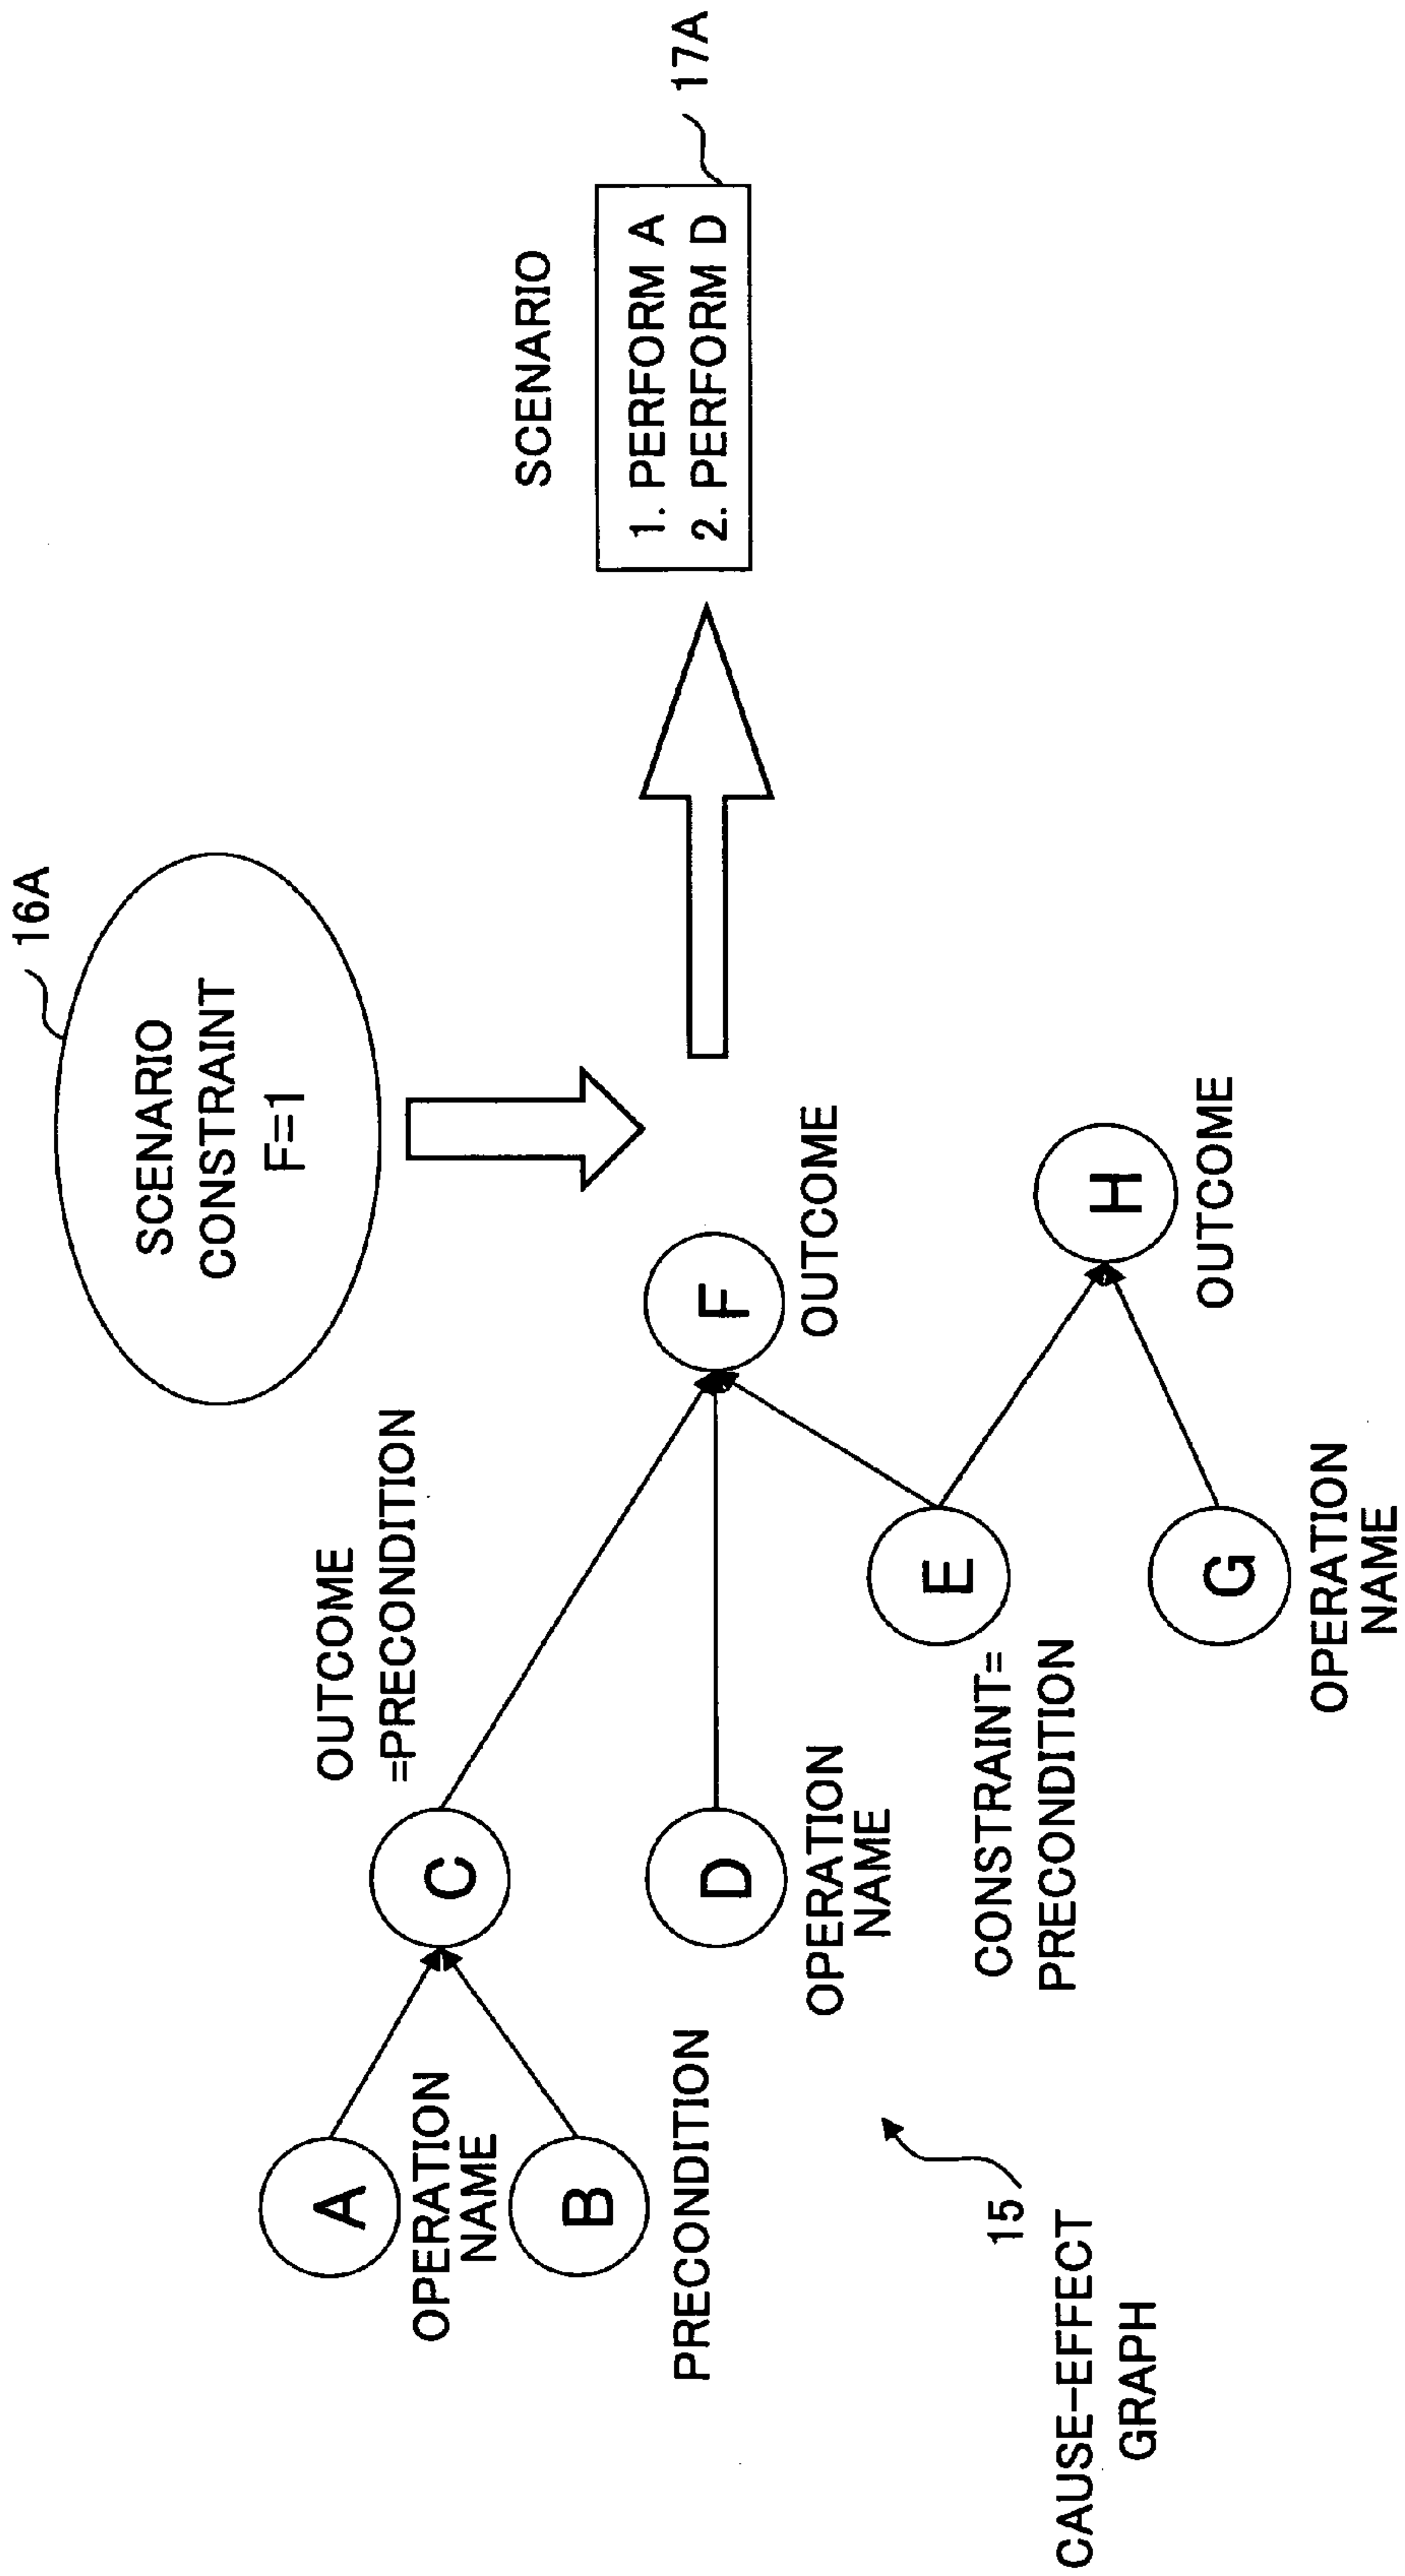 16A
SCENARIO
CONSTRAINT
F=1
A
OPERATION
NAME
B
PRECONDITION
C
OUTCOME
=PRECONDITION
D
OPERATION
NAME
E
CONSTRAINT=
PRECONDITION
F
OUTCOME
G
OPERATION
NAME
H
OUTCOME
SCENARIO
1. PERFORM A
2. PERFORM D
17A
15
CAUSE-EFFECT
GRAPH